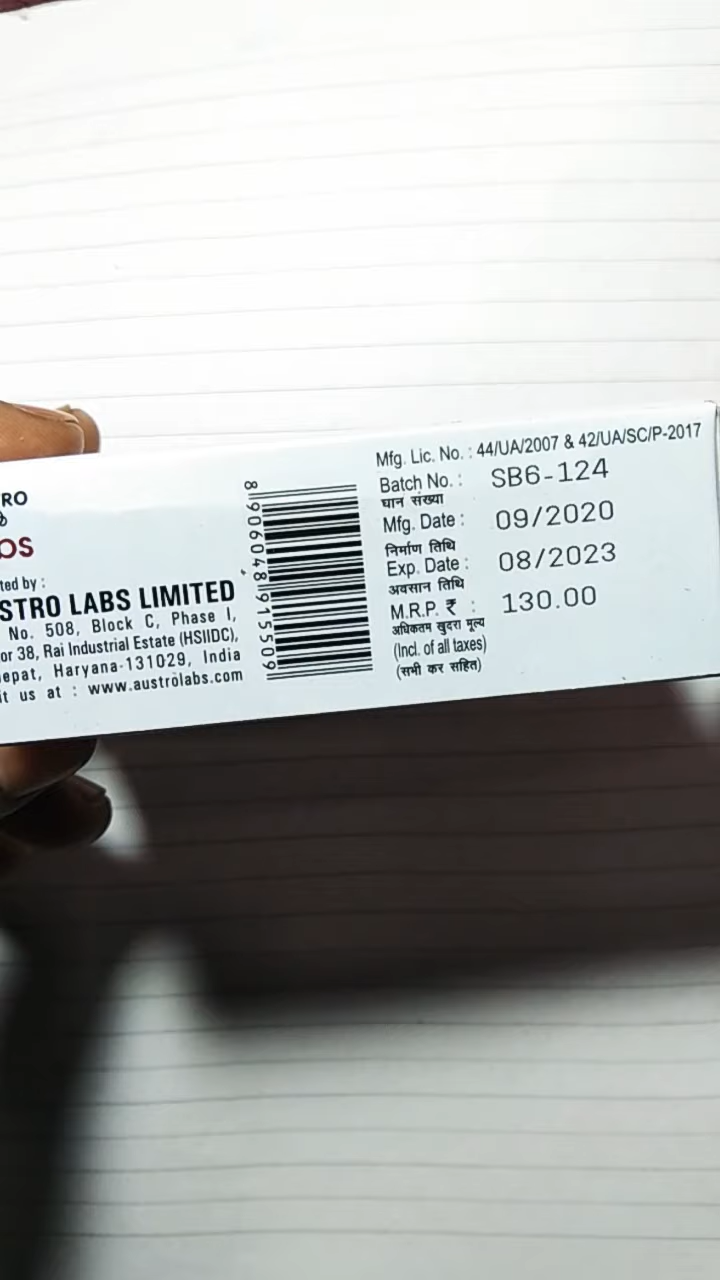 RO
OS
ted by :
STRO LABS LIMITED
No. 508, Block C, Phase I,
or 38, Rai Industrial Estate (HSIIDC),
epat, Haryana-131029, India
it us at : www.austrolabs.com
8 906048 915509
Mfg. Lic. No. : 44/UA/2007 & 42/UA/SC/P-2017
Batch No. : SB6-124
घान संख्या
Mfg. Date : 09/2020
निर्माण तिथि
Exp. Date : 08/2023
अवसान तिथि
M.R.P. ₹ : 130.00
अधिकतम खुदरा मूल्य
(Incl. of all taxes)
(सभी कर सहित)